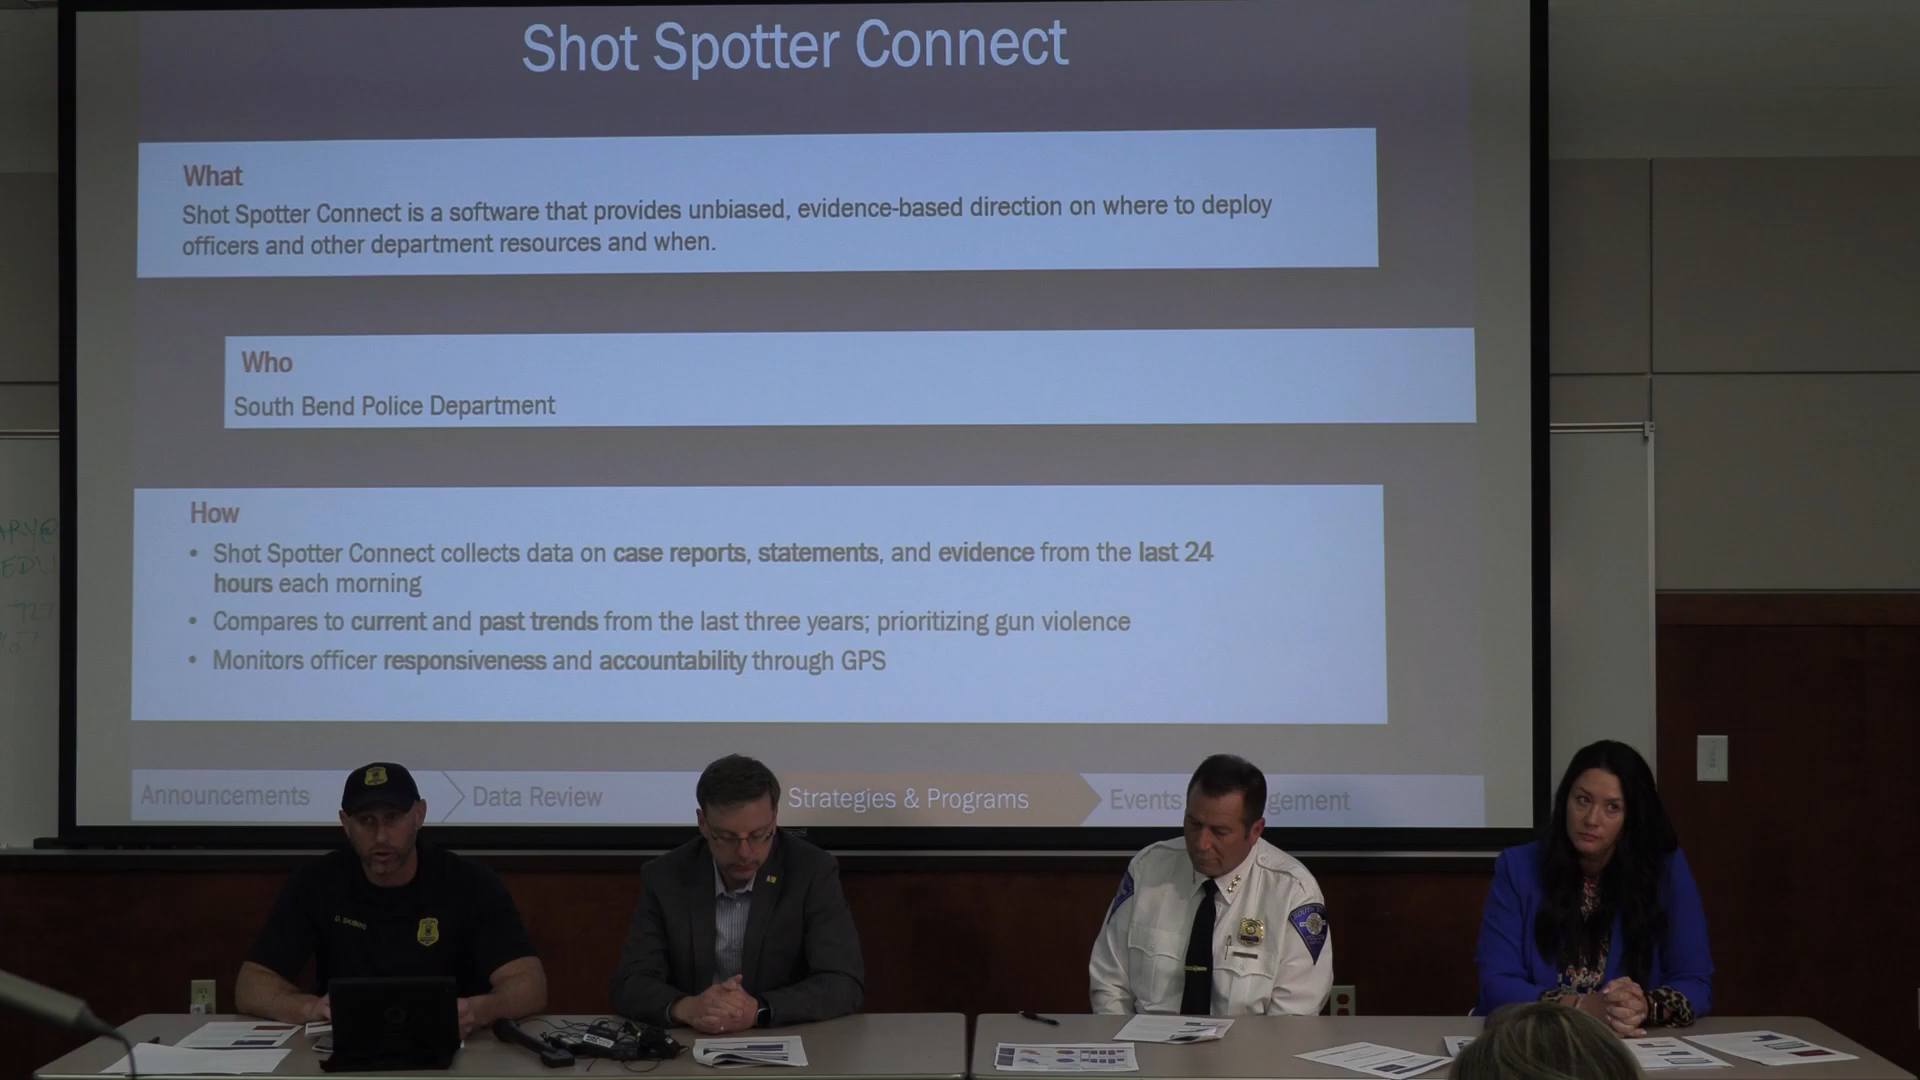 Shot Spotter Connect
What
Shot Spotter Connect is a software that provides unbiased, evidence-based direction on where to deploy
officers and other department resources and when.
Who
South Bend Police Department
How
• Shot Spotter Connect collects data on case reports, statements, and evidence from the last 24
hours each morning
• Compares to current and past trends from the last three years; prioritizing gun violence
• Monitors officer responsiveness and accountability through GPS
Announcements
Data Review
Strategies & Programs
Events
gement
EDU
727